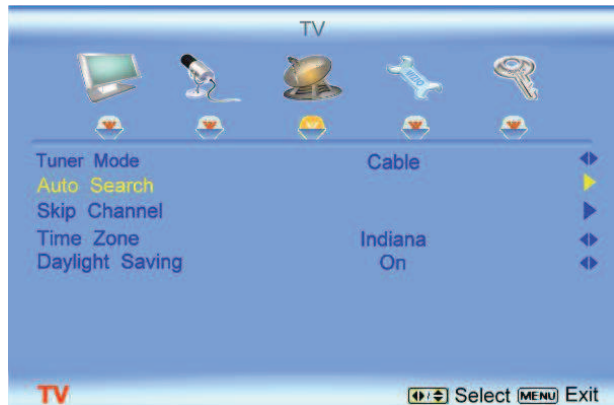 TV
Tuner Mode Cable
Auto Search
Skip Channel
Time Zone Indiana
Daylight Saving On
TV Select MENU Exit